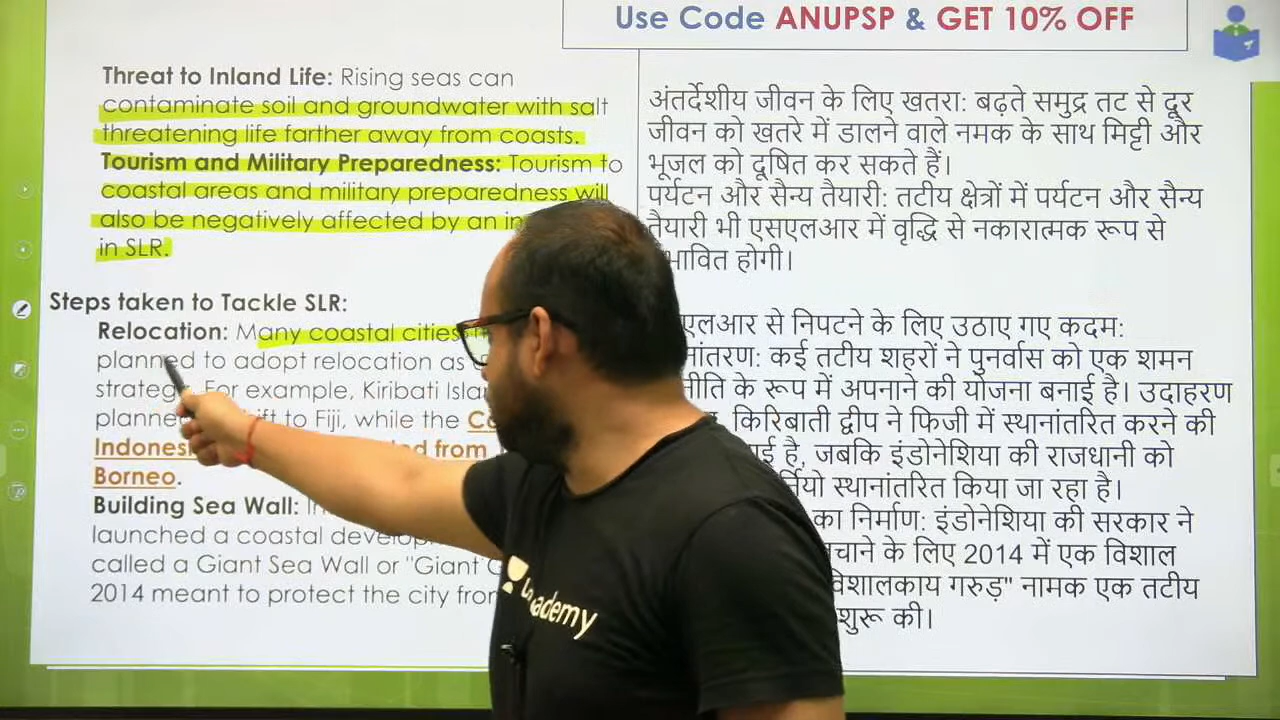 Use Code ANUPSP & GET 10% OFF
Threat to Inland Life: Rising seas can
contaminate soil and groundwater with salt
threatening life farther away from coasts.
Tourism and Military Preparedness: Tourism to
coastal areas and military preparedness will
also be negatively affected by an in
in SLR.
Steps taken to Tackle SLR:
Relocation: Many coastal cities
planned to adopt relocation as
strategy. For example, Kiribati Isla
planne to Fiji, while the
Indones ed from
Borneo.
Building Sea Wall:
launched a coastal develop
called a Giant Sea Wall or "Giant G
2014 meant to protect the city fro
अंतर्देशीय जीवन के लिए खतरा: बढ़ते समुद्र तट से दूर
जीवन को खतरे में डालने वाले नमक के साथ मिट्टी और
भूजल को दूषित कर सकते हैं।
पर्यटन और सैन्य तैयारी: तटीय क्षेत्रों में पर्यटन और सैन्य
तैयारी भी एसएलआर में वृद्धि से नकारात्मक रूप से
भावित होगी।
एलआर से निपटने के लिए उठाए गए कदम:
नांतरण: कई तटीय शहरों ने पुनर्वास को एक शमन
नीति के रूप में अपनाने की योजना बनाई है। उदाहरण
किरिबाती द्वीप ने फिजी में स्थानांतरित करने की
ई है, जबकि इंडोनेशिया की राजधानी को
र्नियो स्थानांतरित किया जा रहा है।
का निर्माण: इंडोनेशिया की सरकार ने
चाने के लिए 2014 में एक विशाल
विशालकाय गरुड़" नामक एक तटीय
शुरू की।
Unacademy